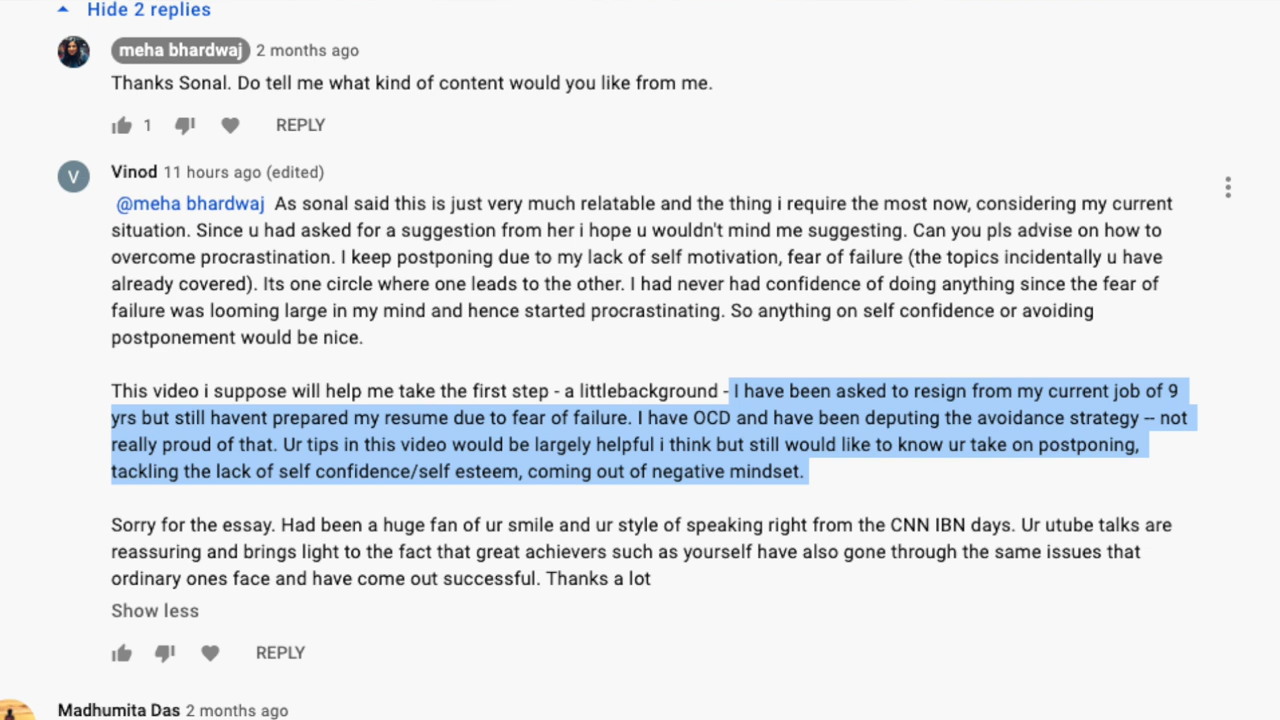 Hide 2 replies
meha bhardwaj 2 months ago
Thanks Sonal. Do tell me what kind of content would you like from me.
1 REPLY
V
Vinod 11 hours ago (edited)
@meha bhardwaj As sonal said this is just very much relatable and the thing i require the most now, considering my current
situation. Since u had asked for a suggestion from her i hope u wouldn't mind me suggesting. Can you pls advise on how to
overcome procrastination. I keep postponing due to my lack of self motivation, fear of failure (the topics incidentally u have
already covered). Its one circle where one leads to the other. I had never had confidence of doing anything since the fear of
failure was looming large in my mind and hence started procrastinating. So anything on self confidence or avoiding
postponement would be nice.
This video i suppose will help me take the first step - a littlebackground - I have been asked to resign from my current job of 9
yrs but still havent prepared my resume due to fear of failure. I have OCD and have been deputing the avoidance strategy -- not
really proud of that. Ur tips in this video would be largely helpful i think but still would like to know ur take on postponing,
tackling the lack of self confidence/self esteem, coming out of negative mindset.
Sorry for the essay. Had been a huge fan of ur smile and ur style of speaking right from the CNN IBN days. Ur utube talks are
reassuring and brings light to the fact that great achievers such as yourself have also gone through the same issues that
ordinary ones face and have come out successful. Thanks a lot
Show less
REPLY
Madhumita Das 2 months ago